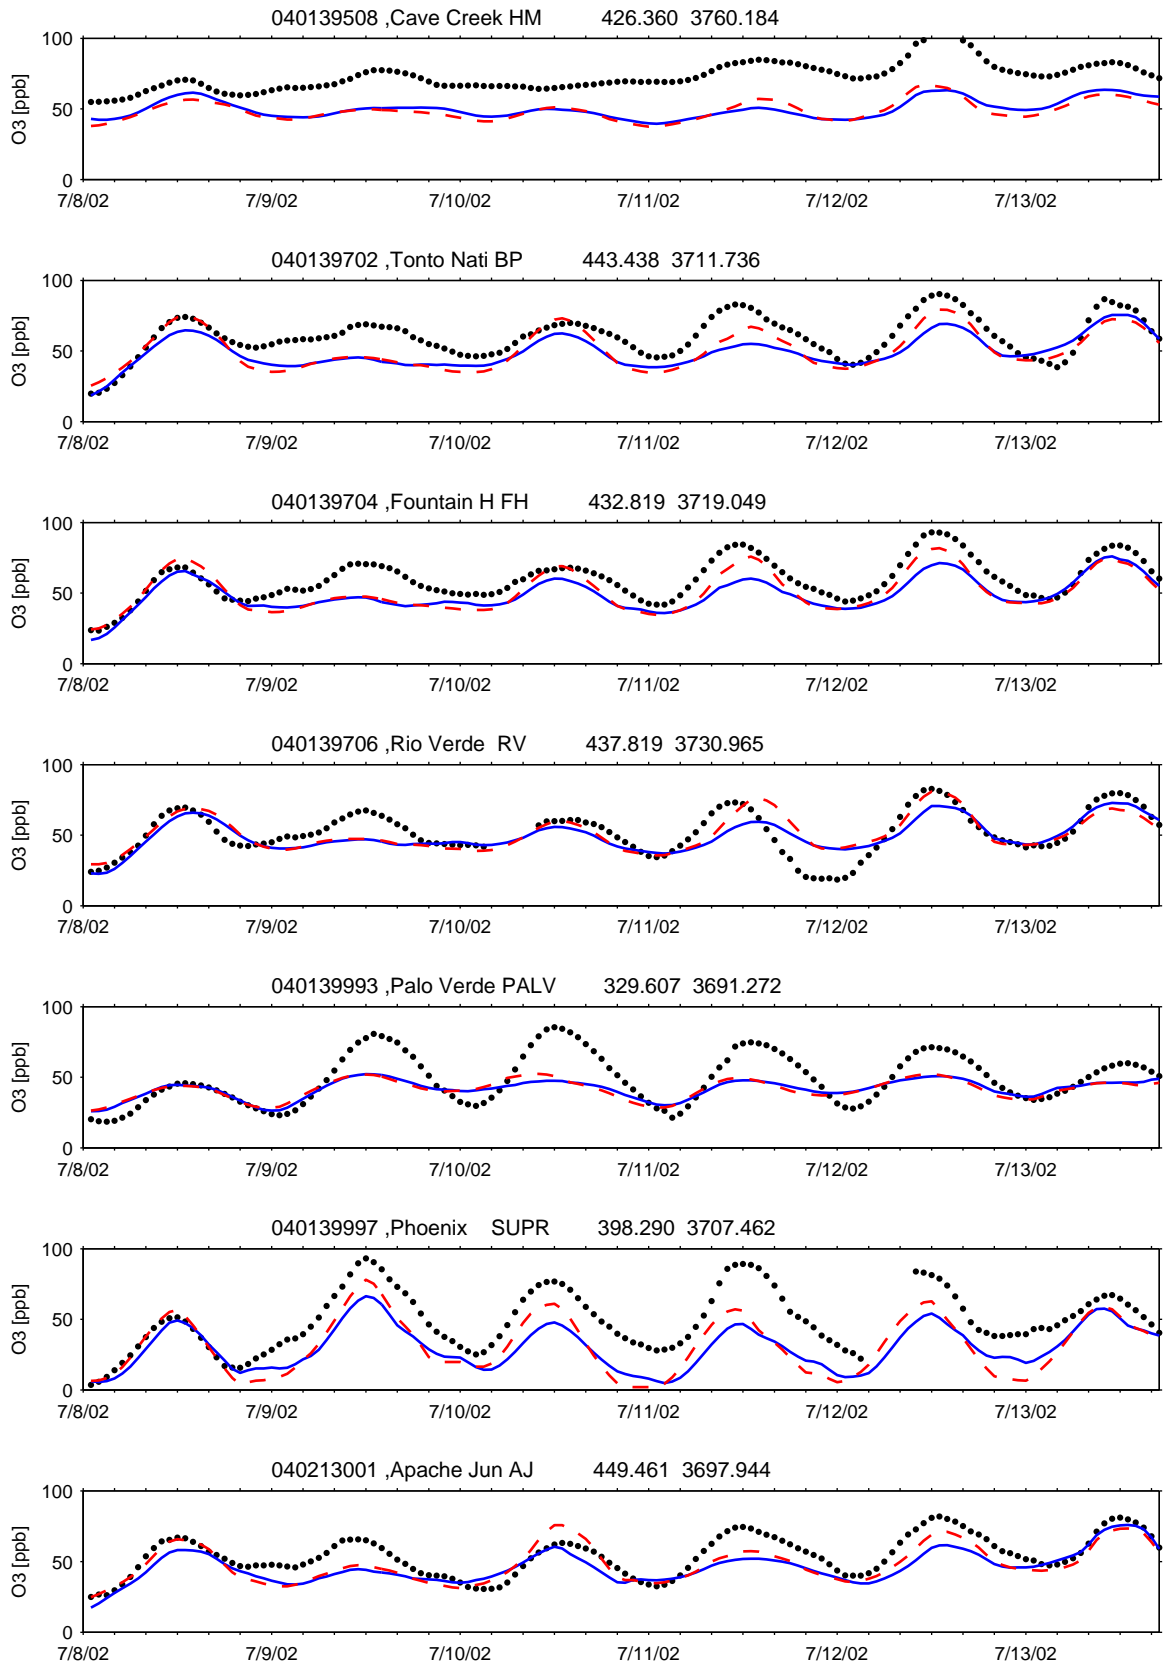 040139508 ,Cave Creek HM 426.360 3760.184
100
50
0
O3 [ppb]
7/8/02 7/9/02 7/10/02 7/11/02 7/12/02 7/13/02
040139702 ,Tonto Nati BP 443.438 3711.736
100
50
0
O3 [ppb]
7/8/02 7/9/02 7/10/02 7/11/02 7/12/02 7/13/02
040139704 ,Fountain H FH 432.819 3719.049
100
50
0
O3 [ppb]
7/8/02 7/9/02 7/10/02 7/11/02 7/12/02 7/13/02
040139706 ,Rio Verde RV 437.819 3730.965
100
50
0
O3 [ppb]
7/8/02 7/9/02 7/10/02 7/11/02 7/12/02 7/13/02
040139993 ,Palo Verde PALV 329.607 3691.272
100
50
0
O3 [ppb]
7/8/02 7/9/02 7/10/02 7/11/02 7/12/02 7/13/02
040139997 ,Phoenix SUPR 398.290 3707.462
100
50
0
O3 [ppb]
7/8/02 7/9/02 7/10/02 7/11/02 7/12/02 7/13/02
040213001 ,Apache Jun AJ 449.461 3697.944
100
50
0
O3 [ppb]
7/8/02 7/9/02 7/10/02 7/11/02 7/12/02 7/13/02